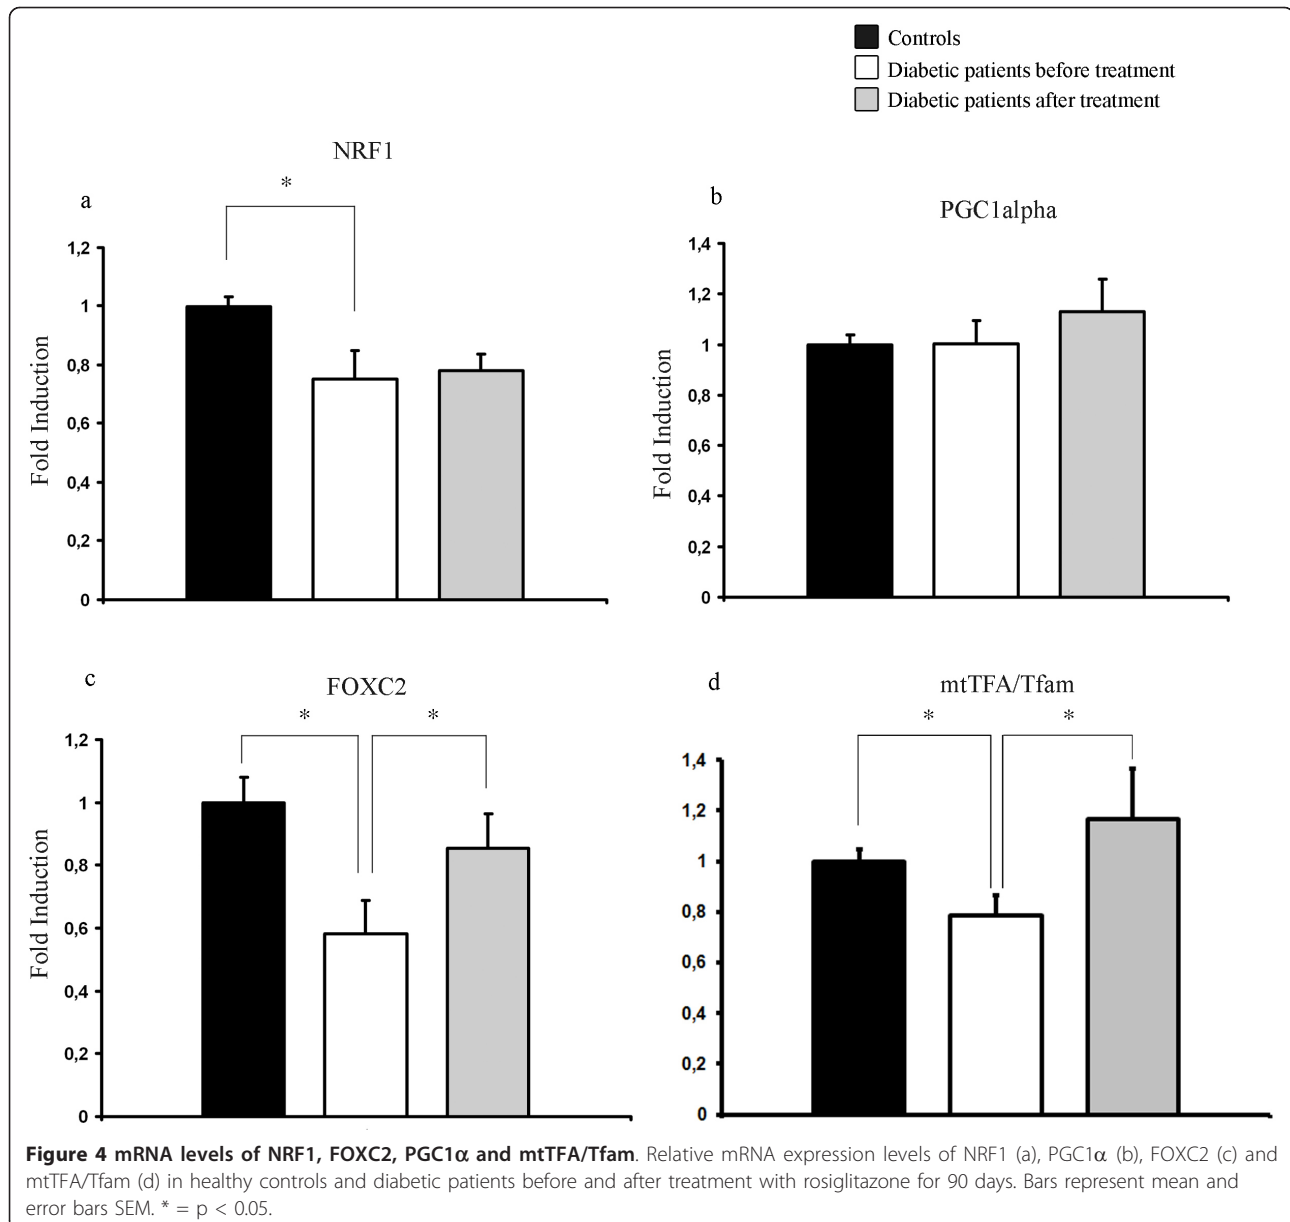 Controls
Diabetic patients before treatment
Diabetic patients after treatment
NRF1
a
*
1,2
1
0,8
0,6
0,4
0,2
0
Fold Induction
b
PGC1alpha
1,4
1,2
1
0,8
0,6
0,4
0,2
0
Fold Induction
c
FOXC2
* *
1,2
1
0,8
0,6
0,4
0,2
0
Fold Induction
d
mtTFA/Tfam
* *
1,4
1,2
1
0,8
0,6
0,4
0,2
0
Figure 4 mRNA levels of NRF1, FOXC2, PGC1α and mtTFA/Tfam. Relative mRNA expression levels of NRF1 (a), PGC1α (b), FOXC2 (c) and
mtTFA/Tfam (d) in healthy controls and diabetic patients before and after treatment with rosiglitazone for 90 days. Bars represent mean and
error bars SEM. * = p < 0.05.